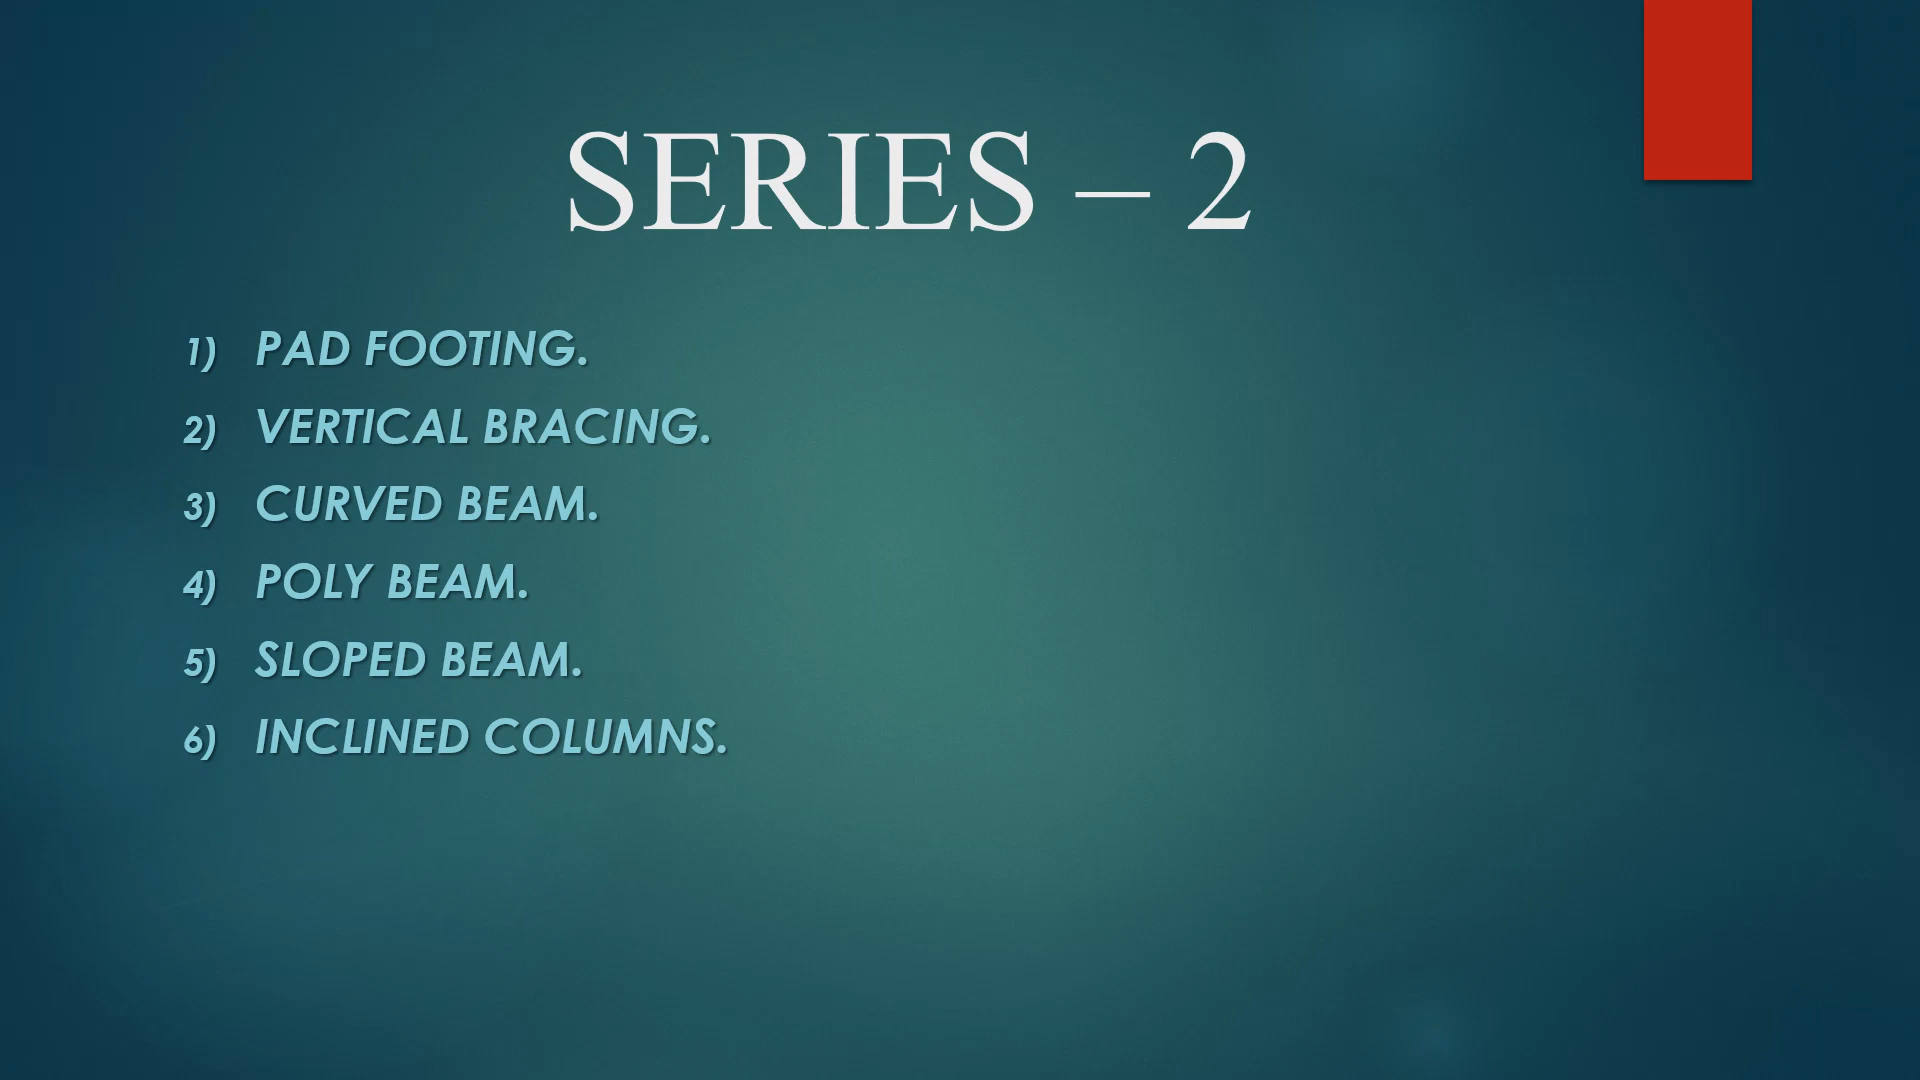 SERIES – 2
1) PAD FOOTING.
2) VERTICAL BRACING.
3) CURVED BEAM.
4) POLY BEAM.
5) SLOPED BEAM.
6) INCLINED COLUMNS.